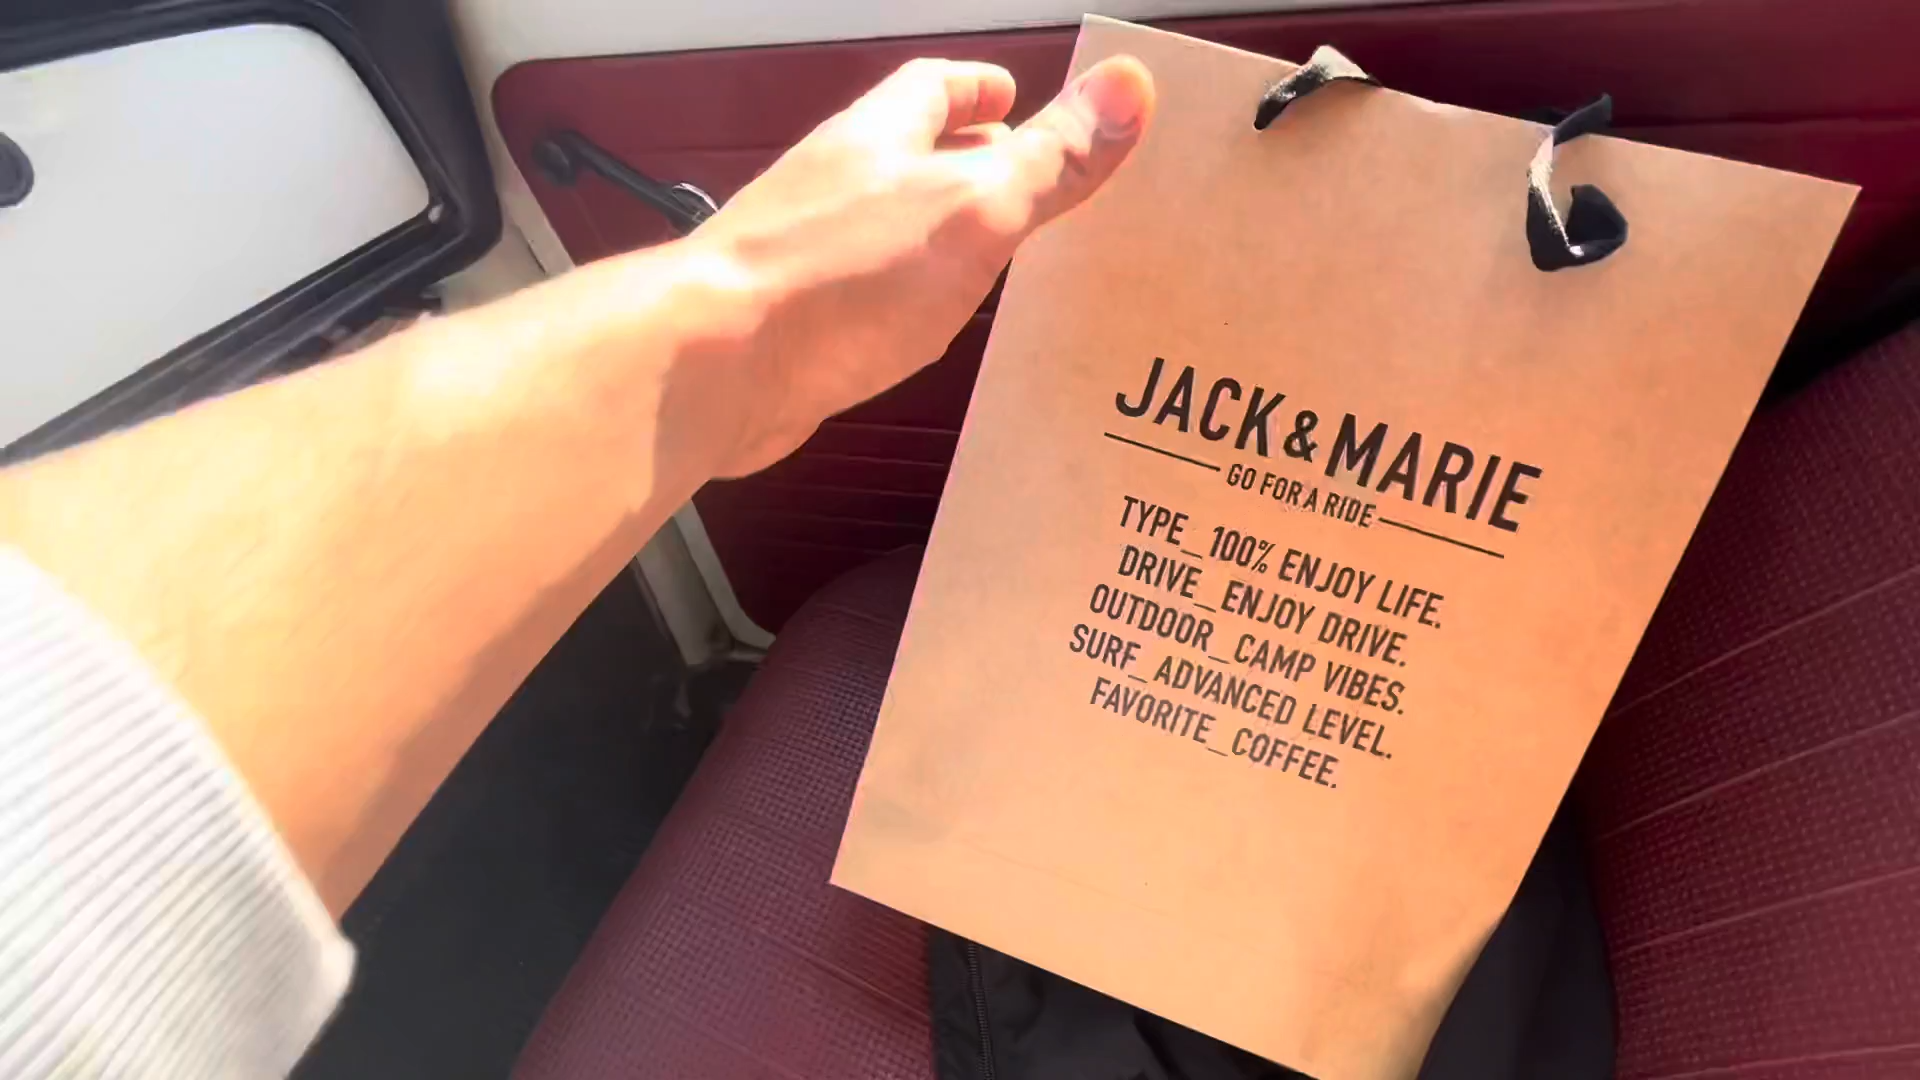 JACK & MARIE
GO FOR A RIDE
TYPE_100% ENJOY LIFE.
DRIVE_ENJOY DRIVE.
OUTDOOR_CAMP VIBES.
SURF_ADVANCED LEVEL.
FAVORITE_COFFEE.